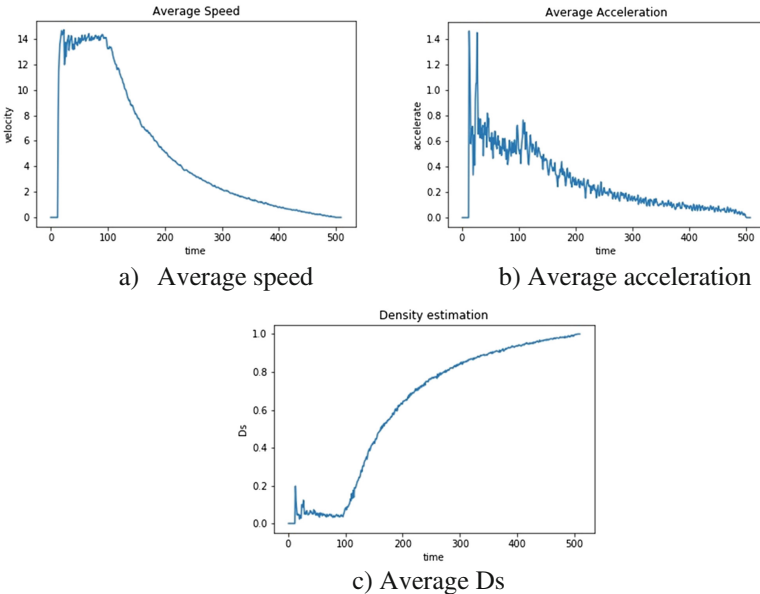 Average Speed
14
12
10
8
6
4
2
0
velocity
0 100 200 300 400 500
time
a) Average speed
Average Acceleration
1.4
1.2
1.0
0.8
0.6
0.4
0.2
0.0
accelerate
0 100 200 300 400 500
time
b) Average acceleration
Density estimation
1.0
0.8
0.6
0.4
0.2
0.0
Ds
0 100 200 300 400 500
time
c) Average Ds